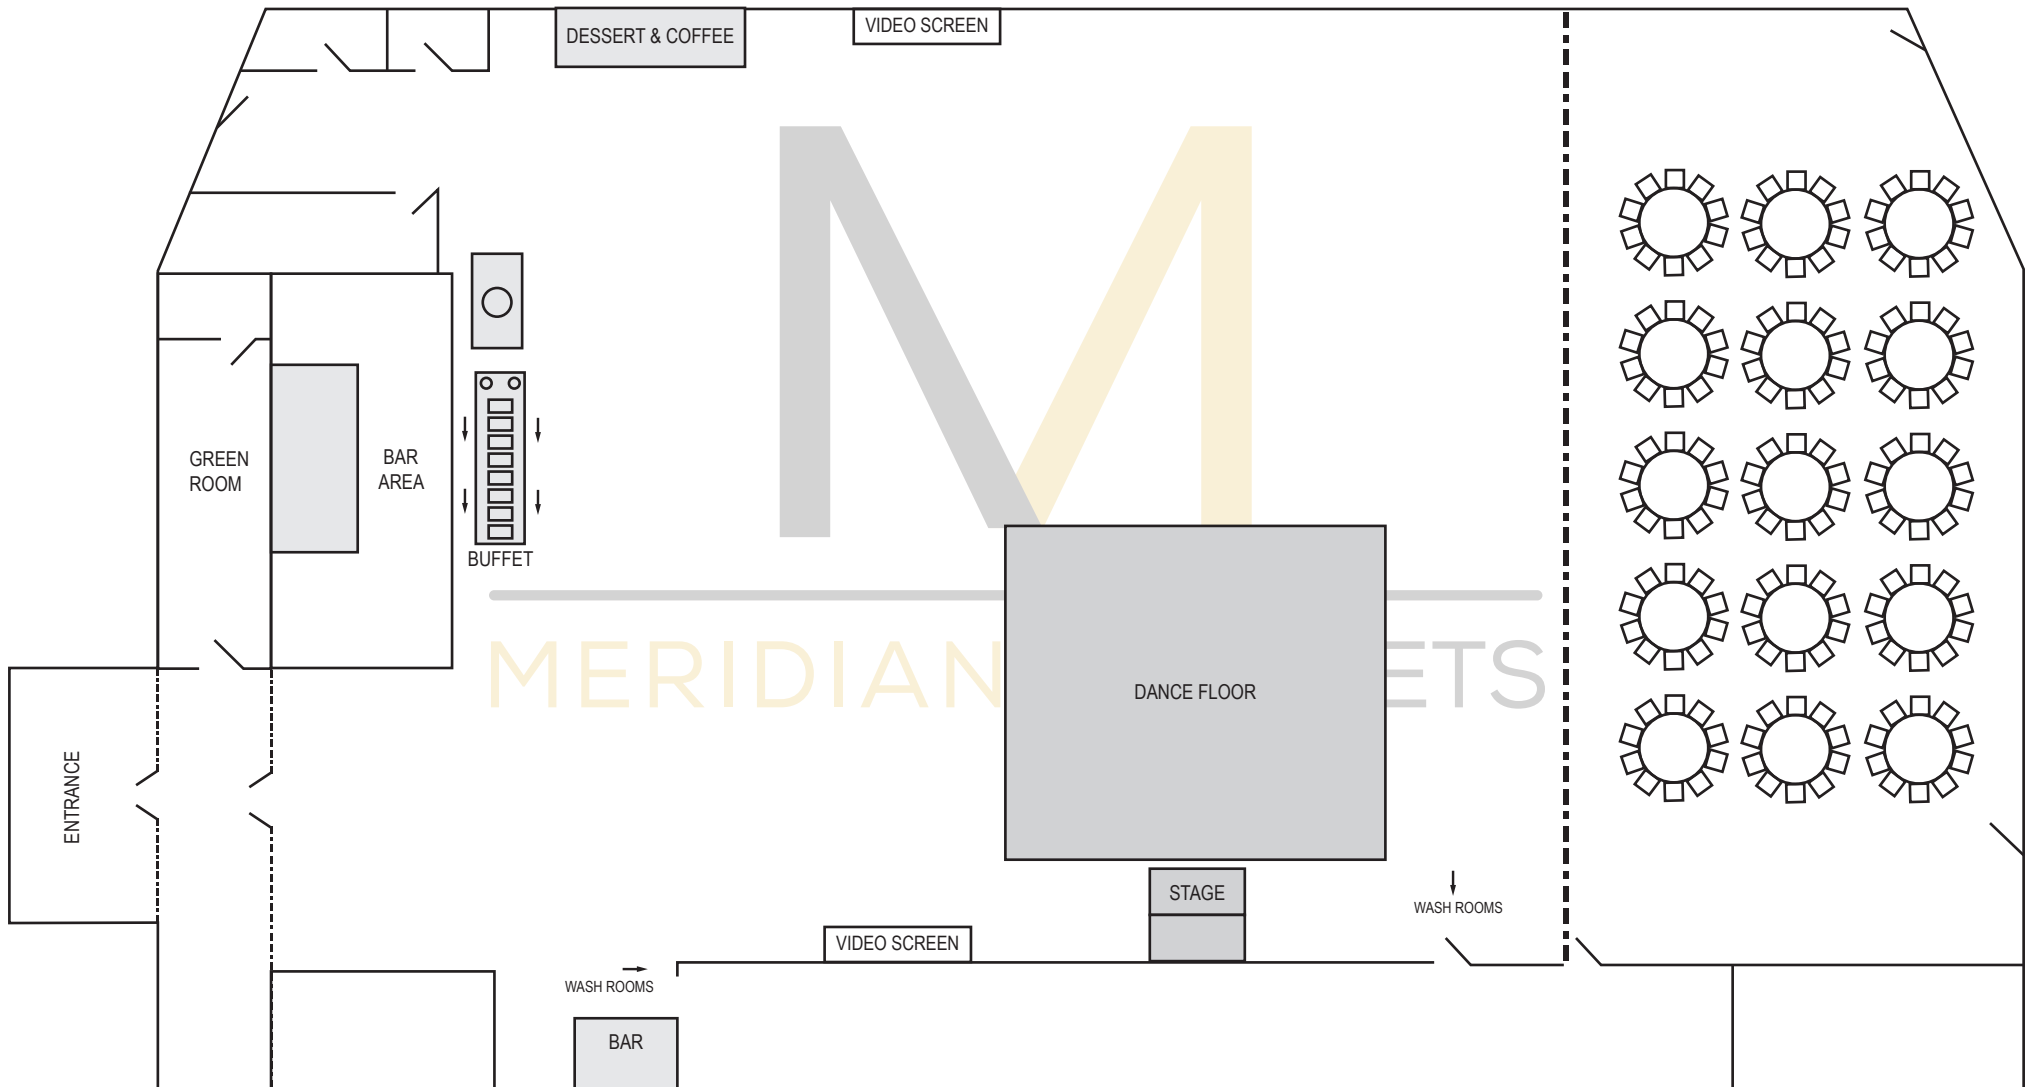 DESSERT & COFFEE
VIDEO SCREEN
GREEN
ROOM
BAR
AREA
BUFFET
MERIDIAN ETS
DANCE FLOOR
ENTRANCE
STAGE
WASH ROOMS
VIDEO SCREEN
WASH ROOMS
BAR